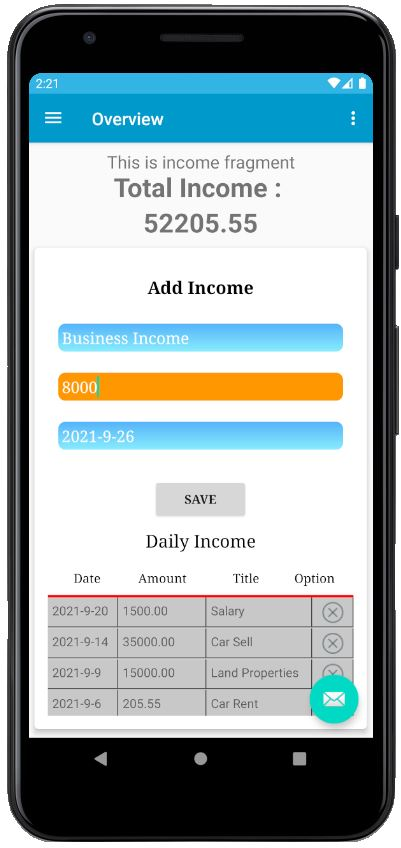 2:21
Overview
This is income fragment
Total Income :
52205.55
Add Income
Business Income
8000
2021-9-26
SAVE
Daily Income
Date Amount Title Option
2021-9-20 1500.00 Salary
2021-9-14 35000.00 Car Sell
2021-9-9 15000.00 Land Properties
2021-9-6 205.55 Car Rent